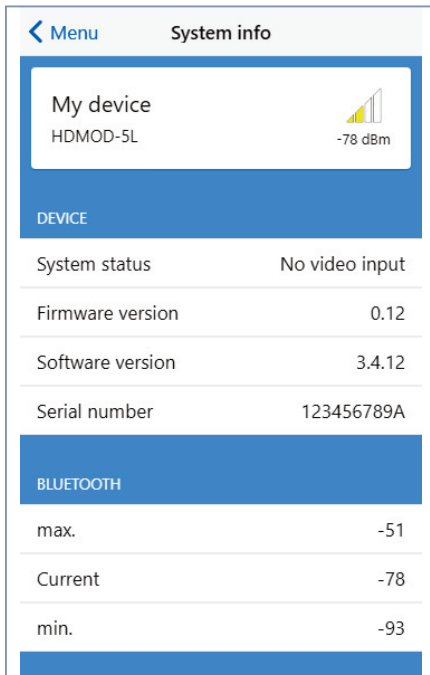 Menu System info
My device
HDMOD-5L
-78 dBm
DEVICE
System status No video input
Firmware version 0.12
Software version 3.4.12
Serial number 123456789A
BLUETOOTH
max. -51
Current -78
min. -93